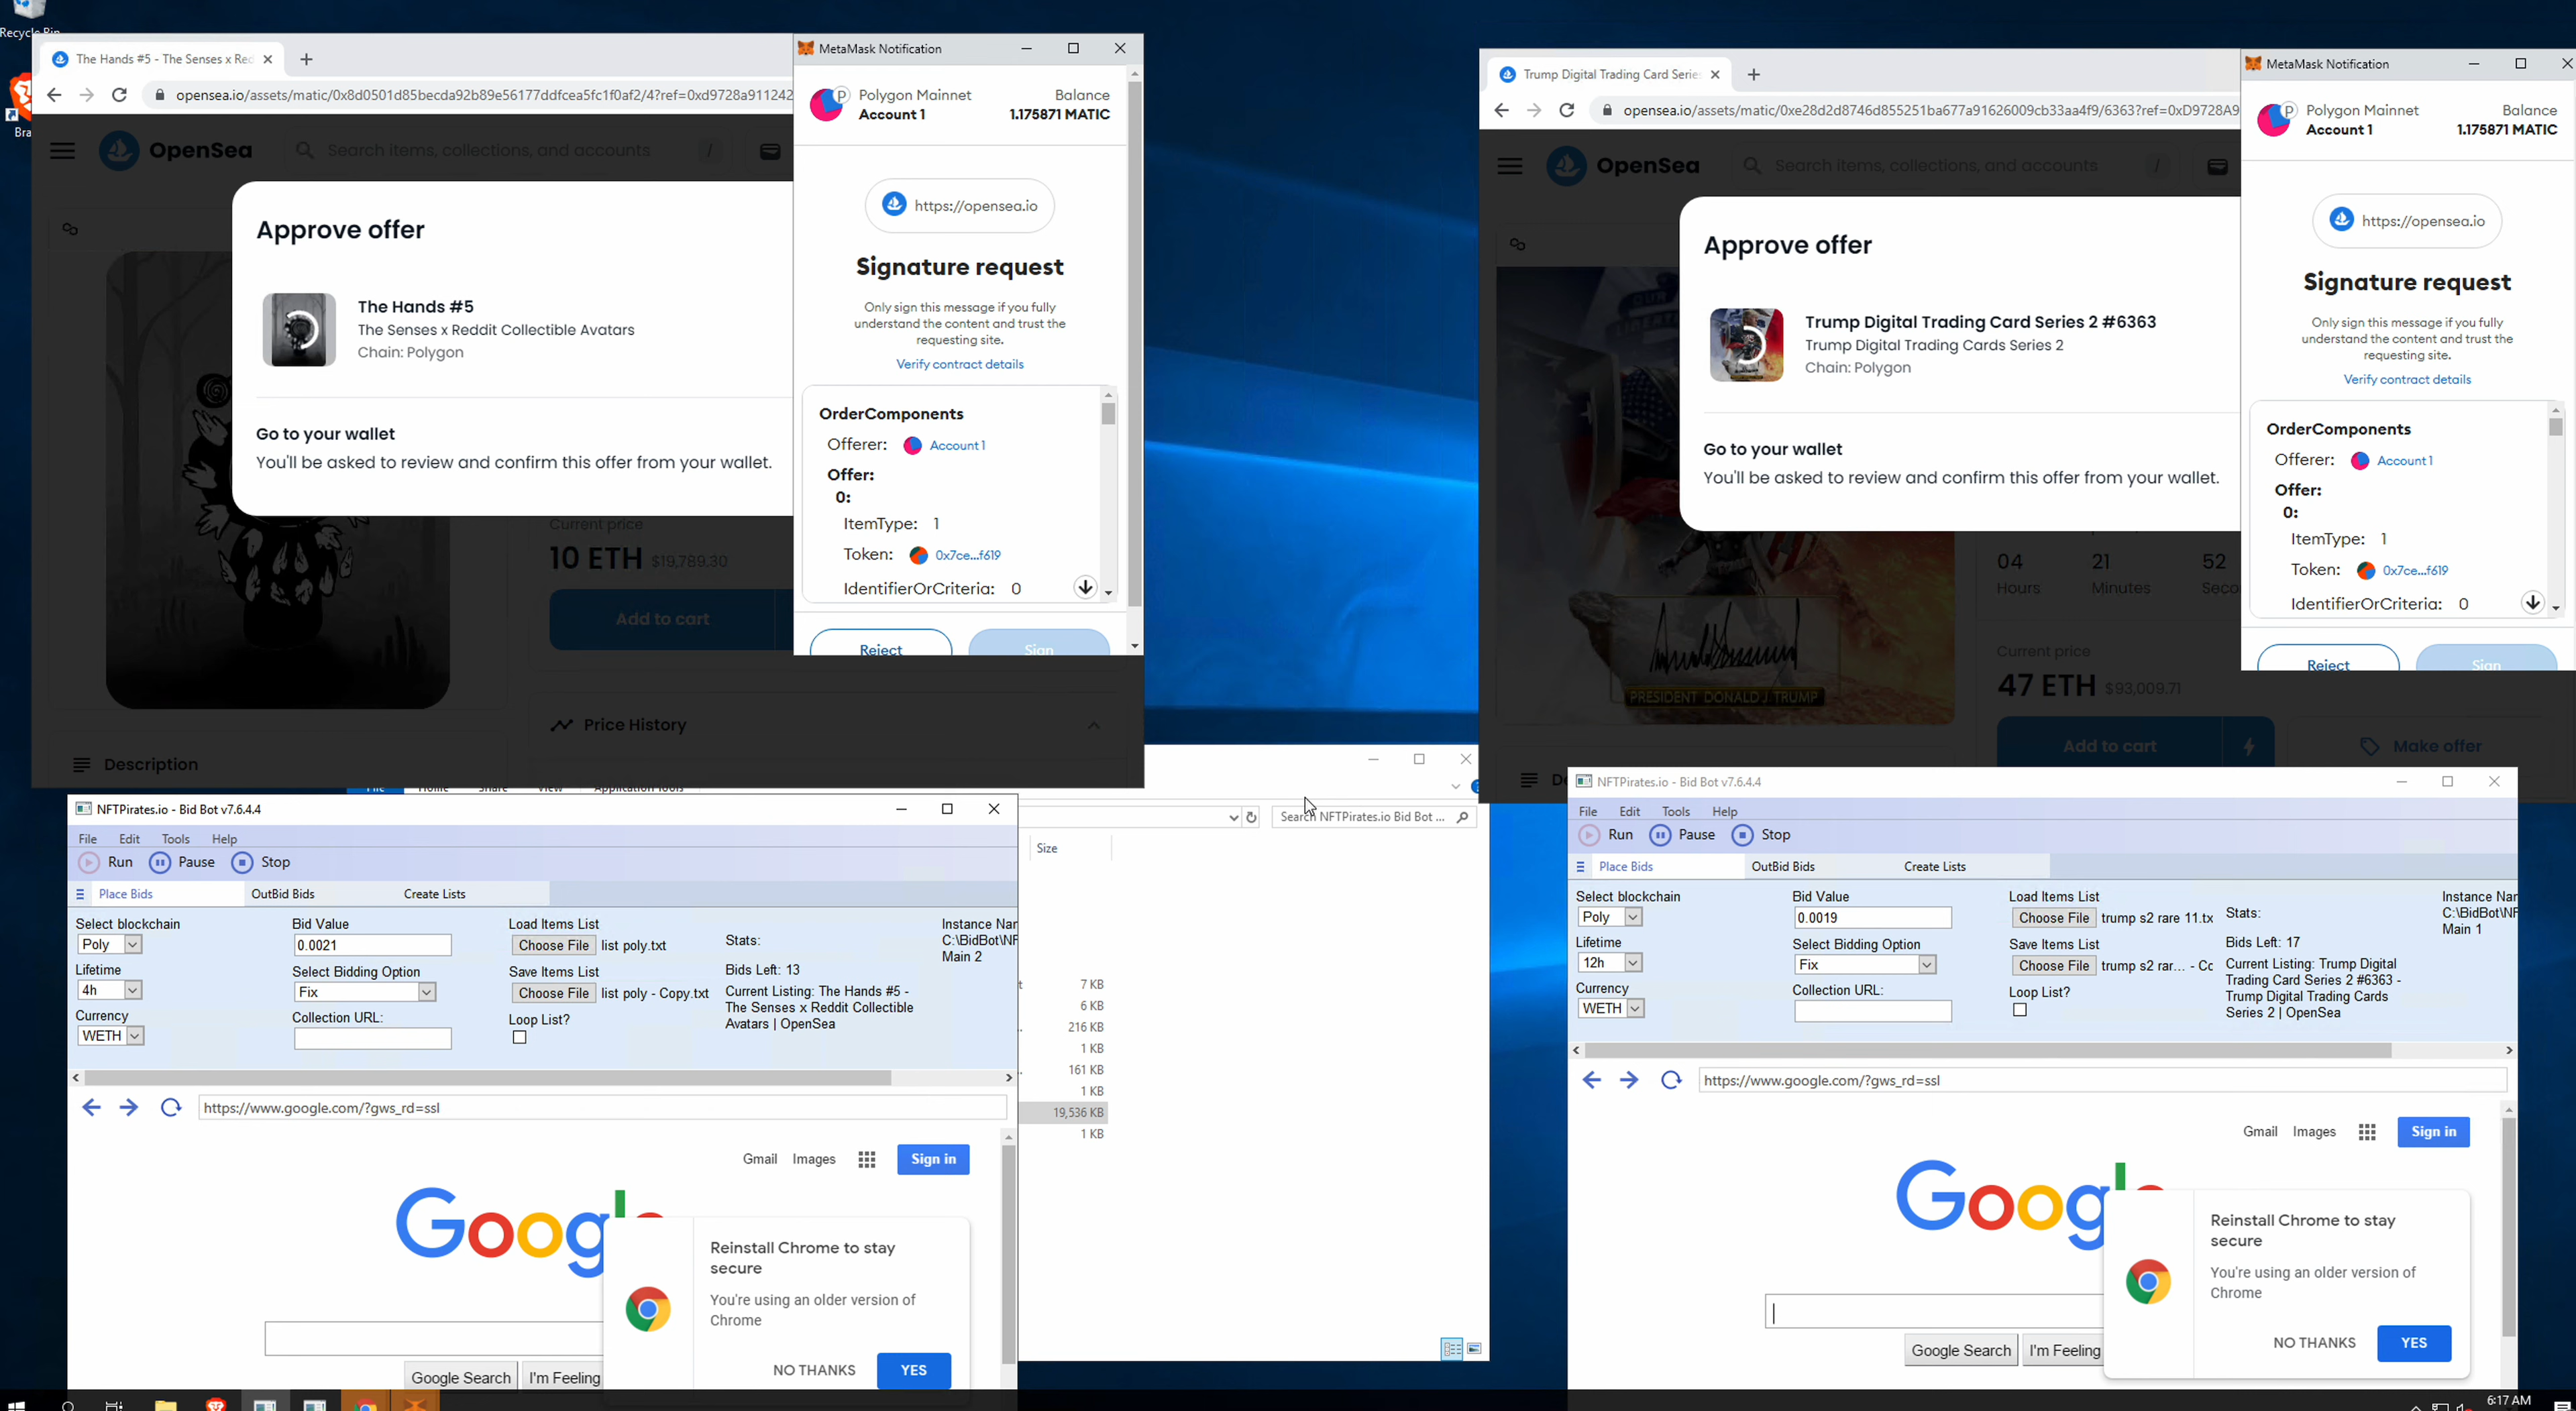 Recycle Bin
Bra
The Hands #5 - The Senses x Rec
opensea.io/assets/matic/0x8d0501d85becda92b89e56177ddfcea5fc1f0af2/4?ref=0xd9728a911242
OpenSea
Search items, collections, and accounts
/
Approve offer
The Hands #5
The Senses x Reddit Collectible Avatars
Chain: Polygon
Go to your wallet
You'll be asked to review and confirm this offer from your wallet.
Current price
10 ETH $19,789.30
Add to cart
Price History
Description
MetaMask Notification
P
Polygon Mainnet
Account 1
Balance
1.175871 MATIC
https://opensea.io
Signature request
Only sign this message if you fully
understand the content and trust the
requesting site.
Verify contract details
OrderComponents
Offerer: Account 1
Offer:
0:
ItemType: 1
Token: 0x7ce...f619
IdentifierOrCriteria: 0
Reject
Sign
Trump Digital Trading Card Serie
opensea.io/assets/matic/0xe28d2d8746d855251ba677a91626009cb33aa4f9/6363?ref=0xD9728A9
OpenSea
Search items, collections, and accounts
/
Approve offer
Trump Digital Trading Card Series 2 #6363
Trump Digital Trading Cards Series 2
Chain: Polygon
Go to your wallet
You'll be asked to review and confirm this offer from your wallet.
04 21 52
Hours Minutes Seco
Current price
47 ETH $93,009.71
Add to cart
Make offer
PRESIDENT DONALD J TRUMP
De
MetaMask Notification
P
Polygon Mainnet
Account 1
Balance
1.175871 MATIC
https://opensea.io
Signature request
Only sign this message if you fully
understand the content and trust the
requesting site.
Verify contract details
OrderComponents
Offerer: Account 1
Offer:
0:
ItemType: 1
Token: 0x7ce...f619
IdentifierOrCriteria: 0
Reject
Sign
File Home Share View Application Tools
Search NFTPirates.io Bid Bot ...
Size
7 KB
6 KB
216 KB
1 KB
161 KB
1 KB
19,536 KB
1 KB
NFTPirates.io - Bid Bot v7.6.4.4
File Edit Tools Help
Run Pause Stop
Place Bids OutBid Bids Create Lists
Select blockchain
Poly
Lifetime
4h
Currency
WETH
Bid Value
0.0021
Select Bidding Option
Fix
Collection URL:
Load Items List
Choose File list poly.txt
Save Items List
Choose File list poly - Copy.txt
Loop List?
Stats:
Bids Left: 13
Current Listing: The Hands #5 -
The Senses x Reddit Collectible
Avatars | OpenSea
Instance Nar
C:\BidBot\NF
Main 2
https://www.google.com/?gws_rd=ssl
Gmail Images Sign in
Google
Google Search I'm Feeling
Reinstall Chrome to stay
secure
You're using an older version of
Chrome
NO THANKS YES
NFTPirates.io - Bid Bot v7.6.4.4
File Edit Tools Help
Run Pause Stop
Place Bids OutBid Bids Create Lists
Select blockchain
Poly
Lifetime
12h
Currency
WETH
Bid Value
0.0019
Select Bidding Option
Fix
Collection URL:
Load Items List
Choose File trump s2 rare 11.tx
Save Items List
Choose File trump s2 rar... - Cc
Loop List?
Stats:
Bids Left: 17
Current Listing: Trump Digital
Trading Card Series 2 #6363 -
Trump Digital Trading Cards
Series 2 | OpenSea
Instance Nar
C:\BidBot\NF
Main 1
https://www.google.com/?gws_rd=ssl
Gmail Images Sign in
Google
Google Search I'm Feeling
Reinstall Chrome to stay
secure
You're using an older version of
Chrome
NO THANKS YES
6:17 AM